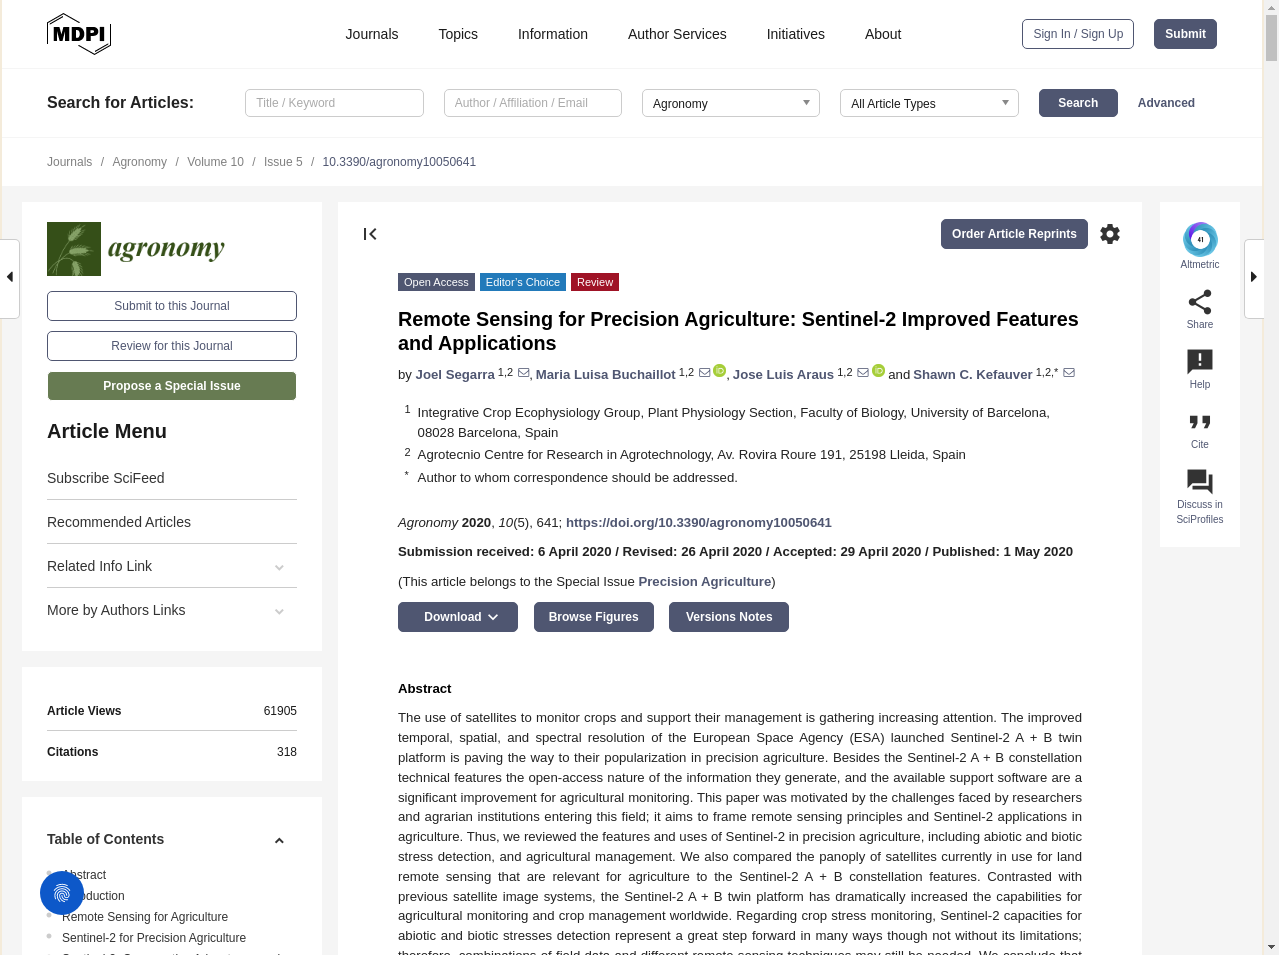 MDPI
Journals Topics Information Author Services Initiatives About
Sign In / Sign Up Submit
Search for Articles: Title / Keyword Author / Affiliation / Email Agronomy All Article Types Search Advanced
Journals / Agronomy / Volume 10 / Issue 5 / 10.3390/agronomy10050641
agronomy
Submit to this Journal
Review for this Journal
Propose a Special Issue
Article Menu
Subscribe SciFeed
Recommended Articles
Related Info Link
More by Authors Links
Article Views 61905
Citations 318
Table of Contents
Abstract
Remote Sensing for Agriculture
Sentinel-2 for Precision Agriculture
Order Article Reprints
Open Access Editor's Choice Review
Remote Sensing for Precision Agriculture: Sentinel-2 Improved Features
and Applications
by Joel Segarra 1,2, Maria Luisa Buchaillot 1,2 iD, Jose Luis Araus 1,2 iD and Shawn C. Kefauver 1,2,*
1 Integrative Crop Ecophysiology Group, Plant Physiology Section, Faculty of Biology, University of Barcelona,
08028 Barcelona, Spain
2 Agrotecnio Centre for Research in Agrotechnology, Av. Rovira Roure 191, 25198 Lleida, Spain
* Author to whom correspondence should be addressed.
Agronomy 2020, 10(5), 641; https://doi.org/10.3390/agronomy10050641
Submission received: 6 April 2020 / Revised: 26 April 2020 / Accepted: 29 April 2020 / Published: 1 May 2020
(This article belongs to the Special Issue Precision Agriculture)
Download Browse Figures Versions Notes
Abstract
The use of satellites to monitor crops and support their management is gathering increasing attention. The improved
temporal, spatial, and spectral resolution of the European Space Agency (ESA) launched Sentinel-2 A + B twin
platform is paving the way to their popularization in precision agriculture. Besides the Sentinel-2 A + B constellation
technical features the open-access nature of the information they generate, and the available support software are a
significant improvement for agricultural monitoring. This paper was motivated by the challenges faced by researchers
and agrarian institutions entering this field; it aims to frame remote sensing principles and Sentinel-2 applications in
agriculture. Thus, we reviewed the features and uses of Sentinel-2 in precision agriculture, including abiotic and biotic
stress detection, and agricultural management. We also compared the panoply of satellites currently in use for land
remote sensing that are relevant for agriculture to the Sentinel-2 A + B constellation features. Contrasted with
previous satellite image systems, the Sentinel-2 A + B twin platform has dramatically increased the capabilities for
agricultural monitoring and crop management worldwide. Regarding crop stress monitoring, Sentinel-2 capacities for
abiotic and biotic stresses detection represent a great step forward in many ways though not without its limitations;
therefore, combinations of field data and different remote sensing techniques may still be needed. We conclude that
41
Altmetric
Share
Help
Cite
Discuss in
SciProfiles